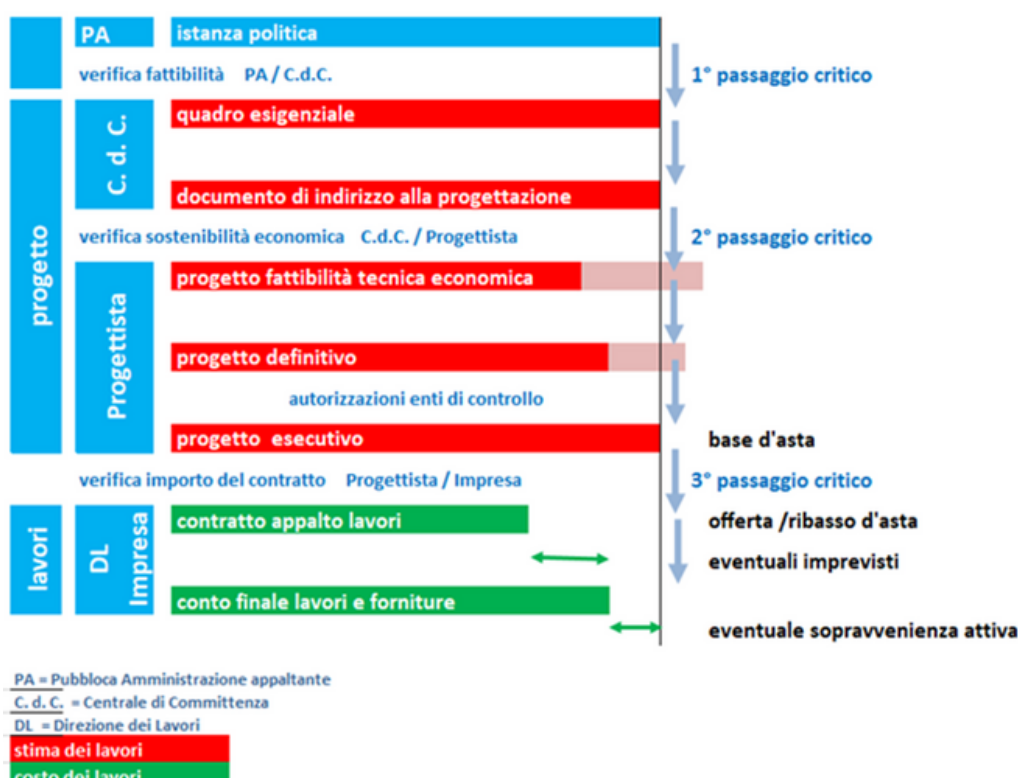 PA istanza politica
verifica fattibilità PA / C.d.C. 1° passaggio critico
quadro esigenziale
C. d. C.
documento di indirizzo alla progettazione
verifica sostenibilità economica C.d.C. / Progettista 2° passaggio critico
progetto
progetto fattibilità tecnica economica
Progettista
progetto definitivo
autorizzazioni enti di controllo
progetto esecutivo base d'asta
verifica importo del contratto Progettista / Impresa 3° passaggio critico
lavori
DL
Impresa
contratto appalto lavori offerta /ribasso d'asta
eventuali imprevisti
conto finale lavori e forniture
eventuale sopravvenienza attiva
PA = Pubbloca Amministrazione appaltante
C. d. C. = Centrale di Committenza
DL = Direzione dei Lavori
stima dei lavori
costo dei lavori